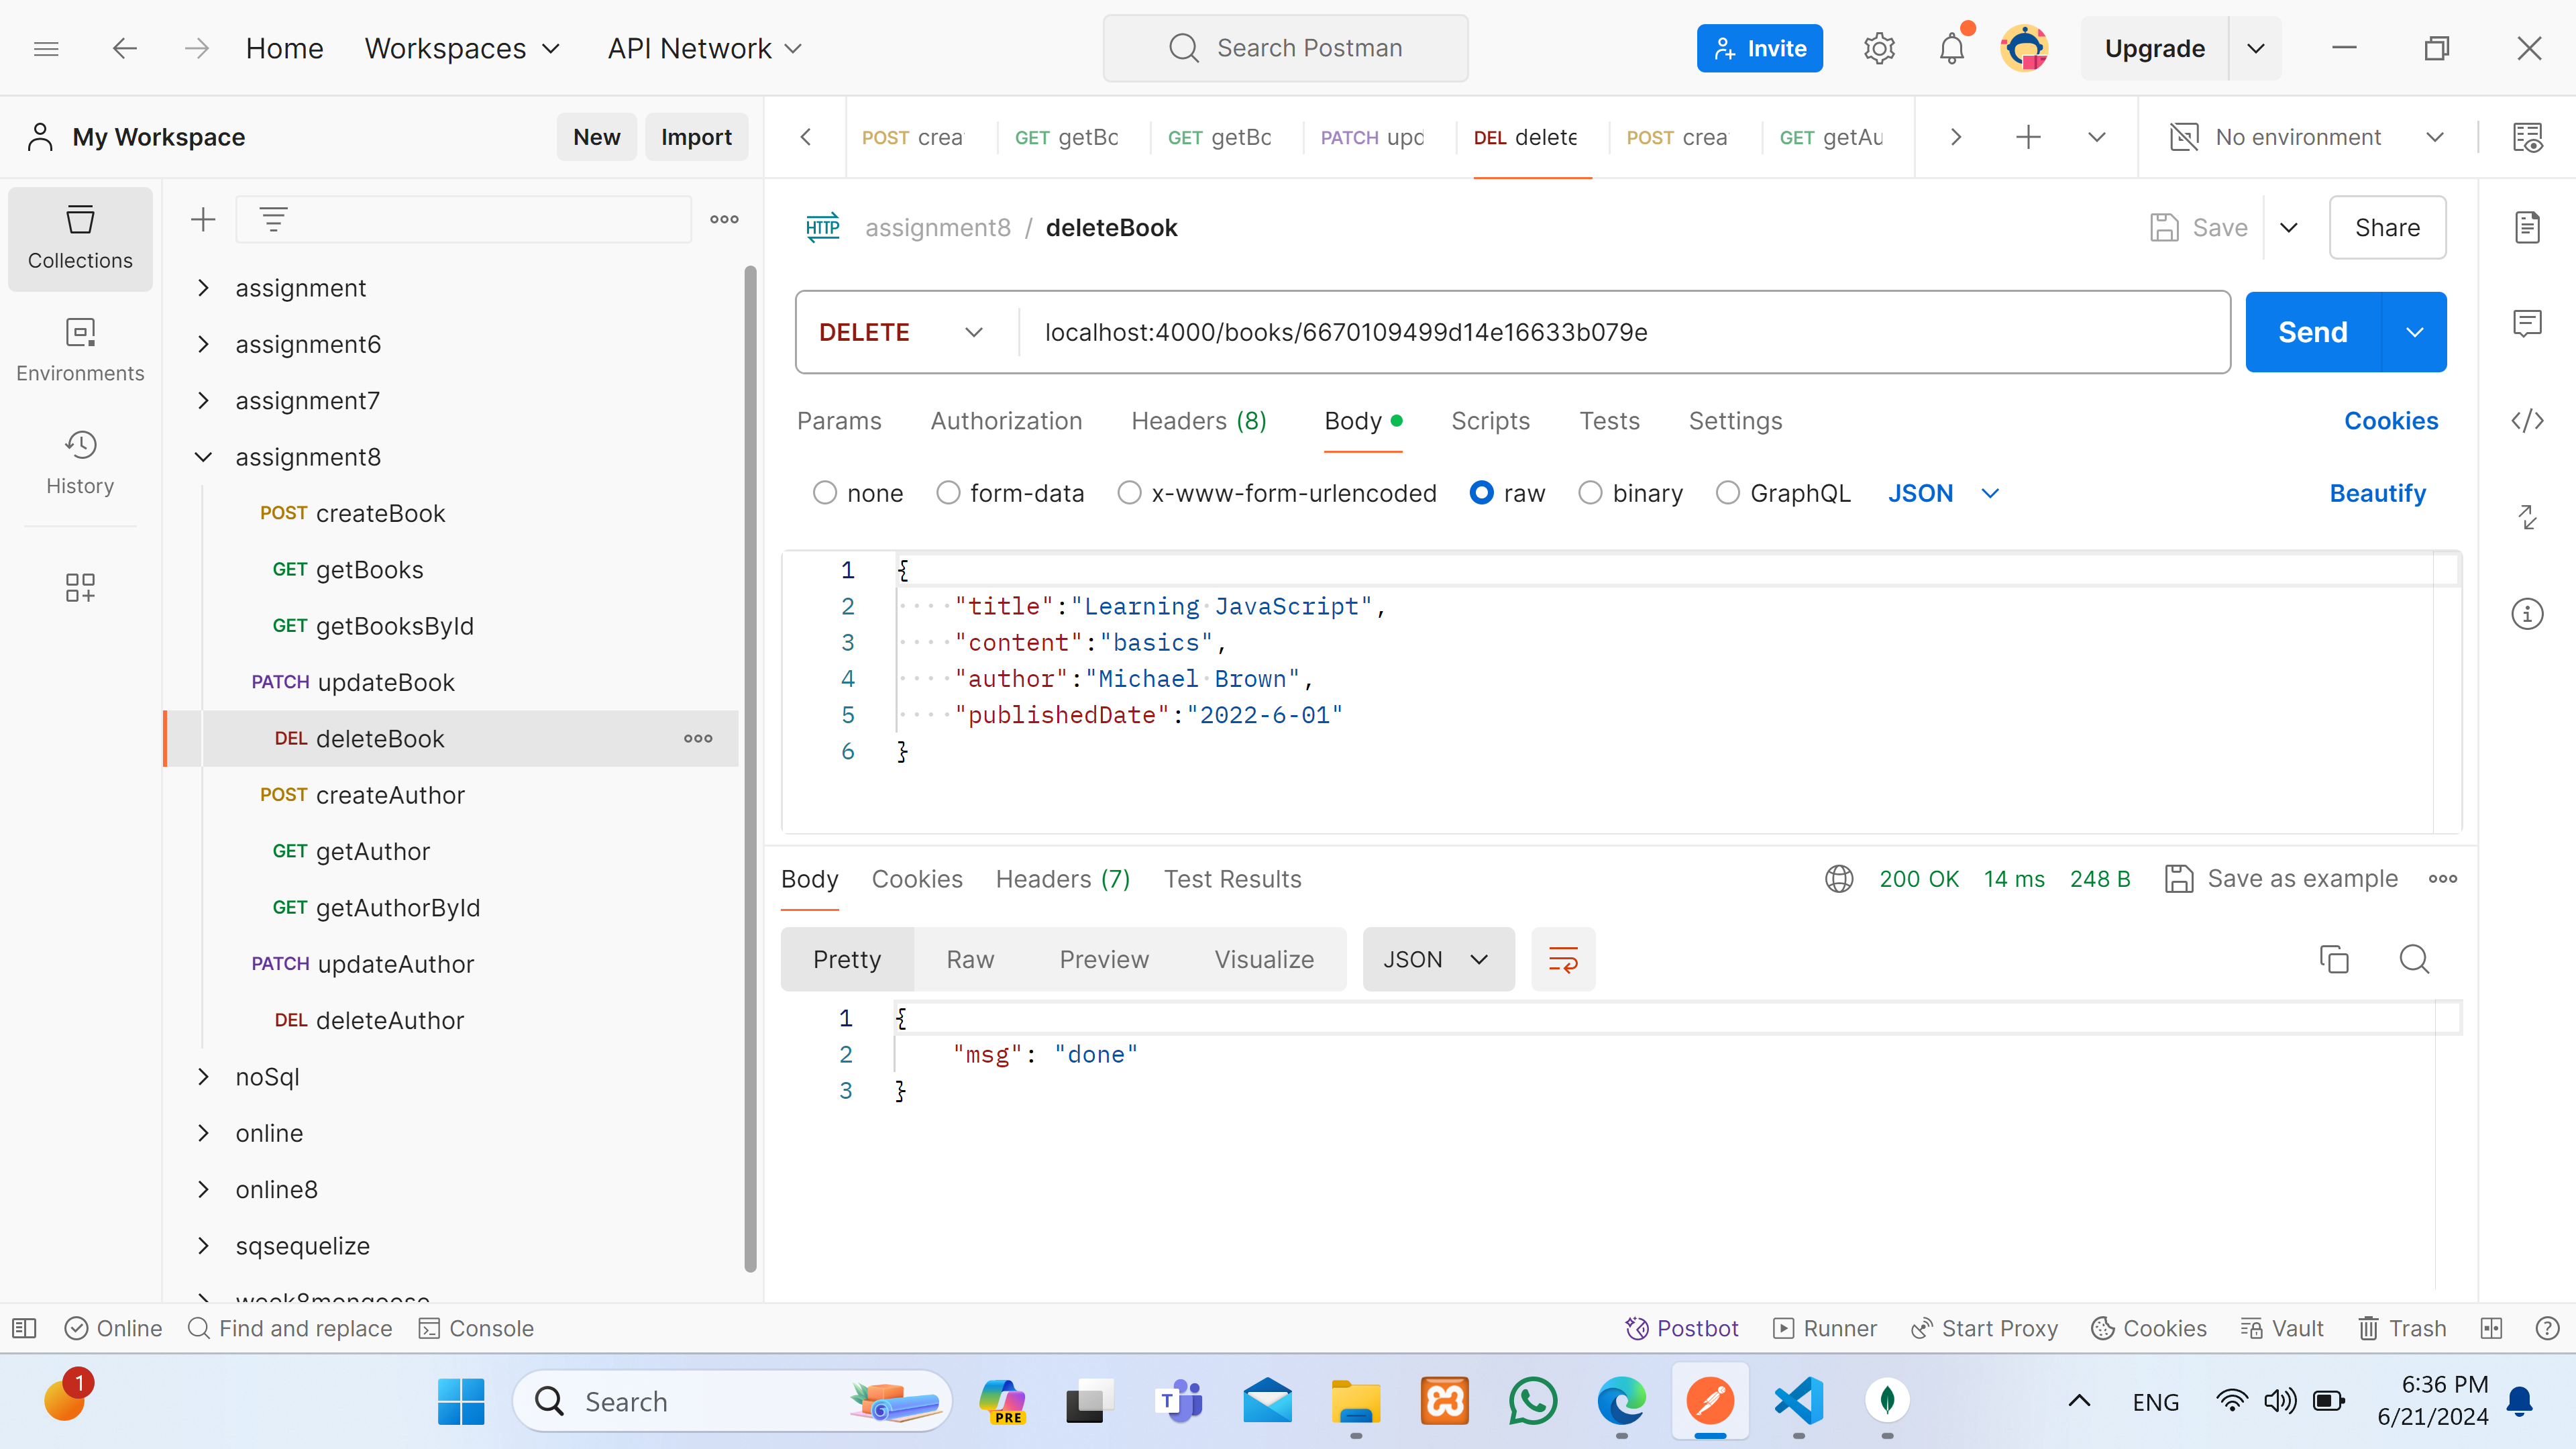 Home Workspaces API Network Search Postman Invite Upgrade
My Workspace New Import
POST crea GET getBo GET getBo PATCH upd DEL delete POST crea GET getAu No environment
Collections
Environments
History
assignment
assignment6
assignment7
assignment8
POST createBook
GET getBooks
GET getBooksById
PATCH updateBook
DEL deleteBook
POST createAuthor
GET getAuthor
GET getAuthorById
PATCH updateAuthor
DEL deleteAuthor
noSql
online
online8
sqsequelize
week8mongoose
HTTP assignment8 / deleteBook Save Share
DELETE localhost:4000/books/6670109499d14e16633b079e Send
Params Authorization Headers (8) Body Scripts Tests Settings Cookies
none form-data x-www-form-urlencoded raw binary GraphQL JSON Beautify
1 {
2 "title":"Learning JavaScript",
3 "content":"basics",
4 "author":"Michael Brown",
5 "publishedDate":"2022-6-01"
6 }
Body Cookies Headers (7) Test Results 200 OK 14 ms 248 B Save as example
Pretty Raw Preview Visualize JSON
1 {
2 "msg": "done"
3 }
Online Find and replace Console Postbot Runner Start Proxy Cookies Vault Trash
1 Search PRE T ENG 6:36 PM
6/21/2024